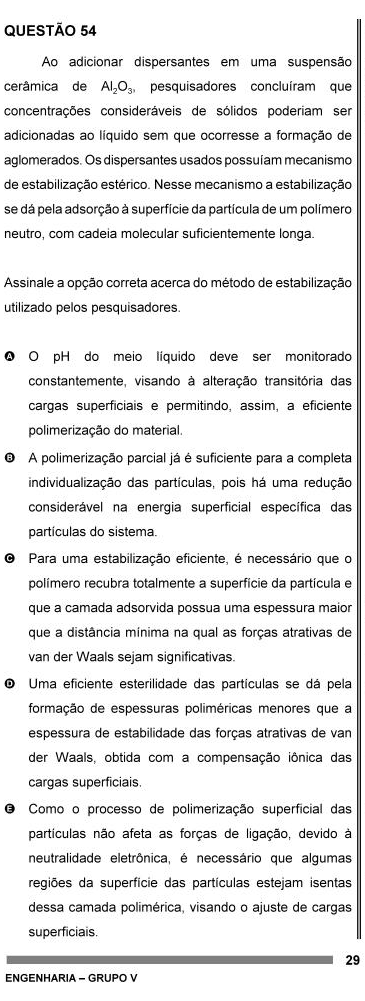 QUESTÃO 54
Ao adicionar dispersantes em uma suspensão
cerâmica de Al₂O₃, pesquisadores concluíram que
concentrações consideráveis de sólidos poderiam ser
adicionadas ao líquido sem que ocorresse a formação de
aglomerados. Os dispersantes usados possuíam mecanismo
de estabilização estérico. Nesse mecanismo a estabilização
se dá pela adsorção à superfície da partícula de um polímero
neutro, com cadeia molecular suficientemente longa.
Assinale a opção correta acerca do método de estabilização
utilizado pelos pesquisadores.
A O pH do meio líquido deve ser monitorado
constantemente, visando à alteração transitória das
cargas superficiais e permitindo, assim, a eficiente
polimerização do material.
B A polimerização parcial já é suficiente para a completa
individualização das partículas, pois há uma redução
considerável na energia superficial específica das
partículas do sistema.
C Para uma estabilização eficiente, é necessário que o
polímero recubra totalmente a superfície da partícula e
que a camada adsorvida possua uma espessura maior
que a distância mínima na qual as forças atrativas de
van der Waals sejam significativas.
D Uma eficiente esterilidade das partículas se dá pela
formação de espessuras poliméricas menores que a
espessura de estabilidade das forças atrativas de van
der Waals, obtida com a compensação iônica das
cargas superficiais.
E Como o processo de polimerização superficial das
partículas não afeta as forças de ligação, devido à
neutralidade eletrônica, é necessário que algumas
regiões da superfície das partículas estejam isentas
dessa camada polimérica, visando o ajuste de cargas
superficiais.
29
ENGENHARIA – GRUPO V